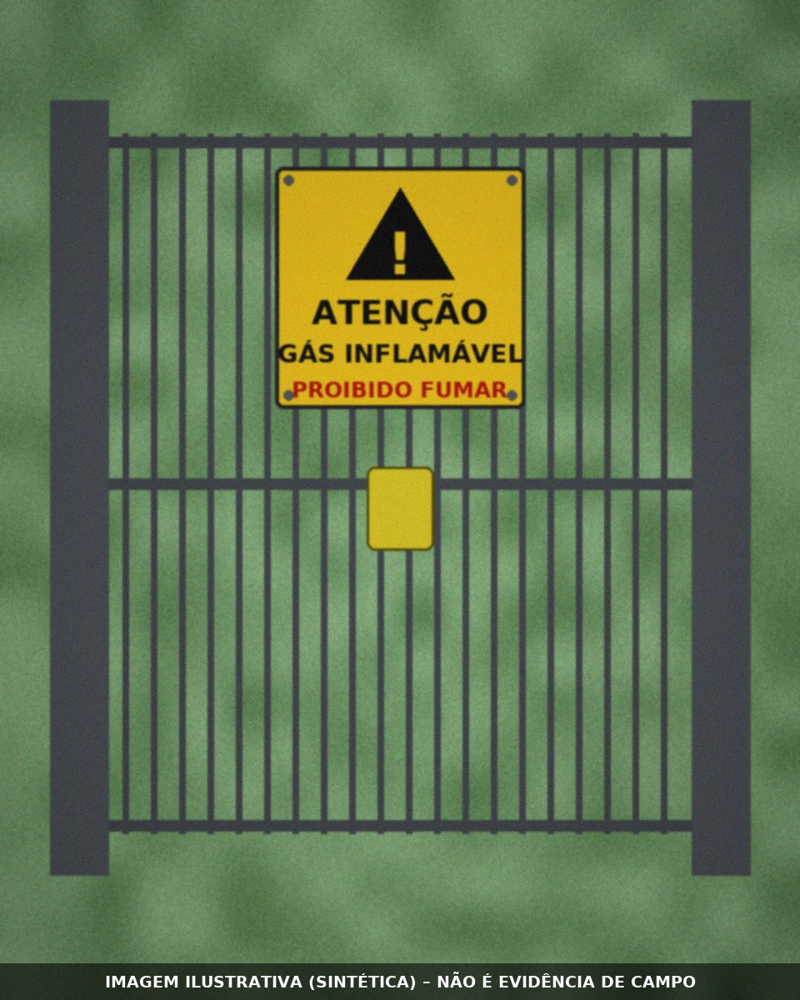 ATENÇÃO
GÁS INFLAMÁVEL
PROIBIDO FUMAR
IMAGEM ILUSTRATIVA (SINTÉTICA) – NÃO É EVIDÊNCIA DE CAMPO